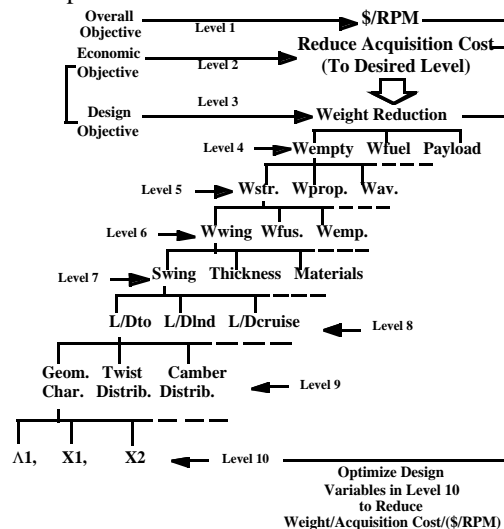 Overall
Objective
Level 1
$/RPM
Economic
Objective
Level 2
Reduce Acquisition Cost
(To Desired Level)
Design
Objective
Level 3
Weight Reduction
Level 4
Wempty Wfuel Payload
Level 5
Wstr. Wprop. Wav.
Level 6
Wwing Wfus. Wemp.
Level 7
Swing Thickness Materials
L/Dto L/Dlnd L/Dcruise
Level 8
Geom. Twist Camber
Char. Distrib. Distrib.
Level 9
Λ1, X1, X2
Level 10
Optimize Design
Variables in Level 10
to Reduce
Weight/Acquisition Cost/($/RPM)